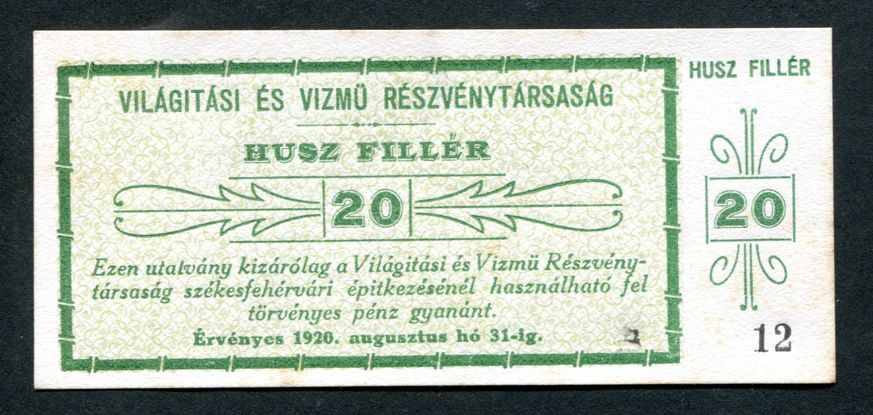 VILÁGITÁSI ÉS VIZMÜ RÉSZVÉNYTÁRSASÁG
HUSZ FILLÉR
20
Ezen utalvány kizárólag a Világitási és Vizmü Részvény-
társaság székesfehérvári épitkezésénél használható fel
törvényes pénz gyanánt.
Érvényes 1920. augusztus hó 31-ig.
HUSZ FILLÉR
20
12